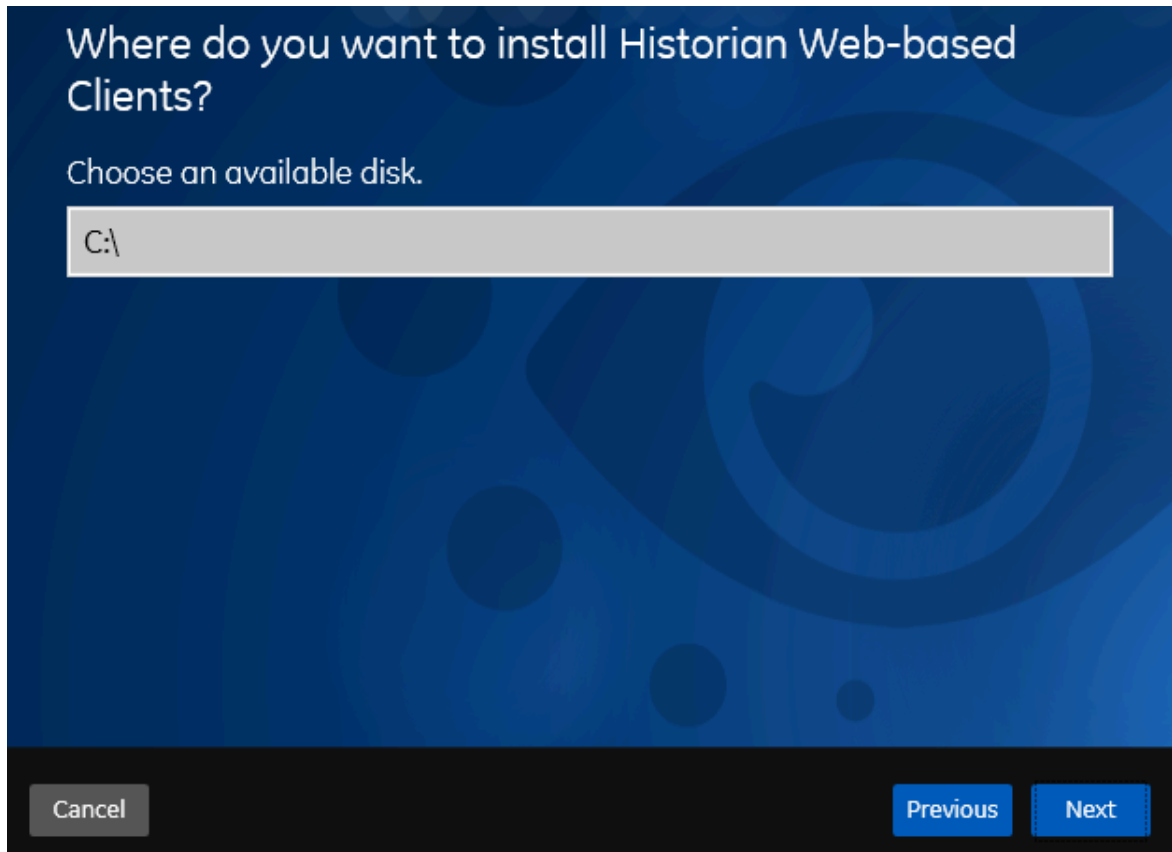 Where do you want to install Historian Web-based
Clients?
Choose an available disk.
C:\
Cancel
Previous
Next